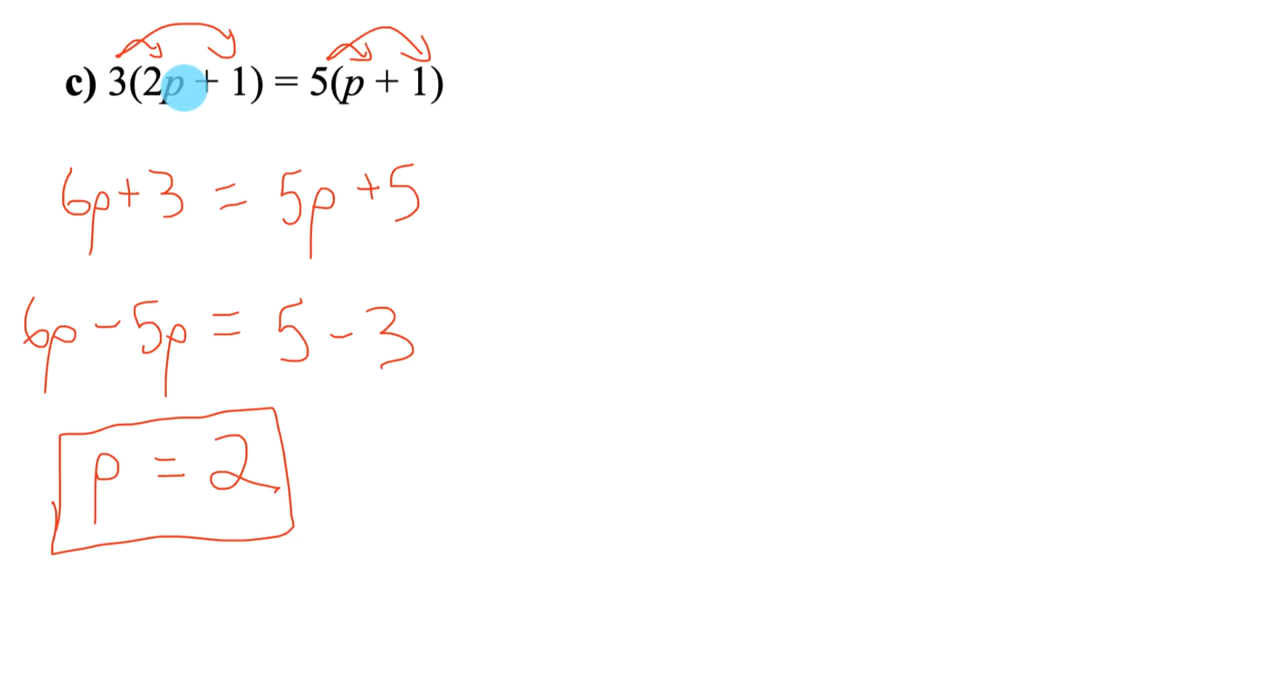 c) 3(2p + 1) = 5(p + 1)
6p + 3 = 5p + 5
6p - 5p = 5 - 3
p = 2